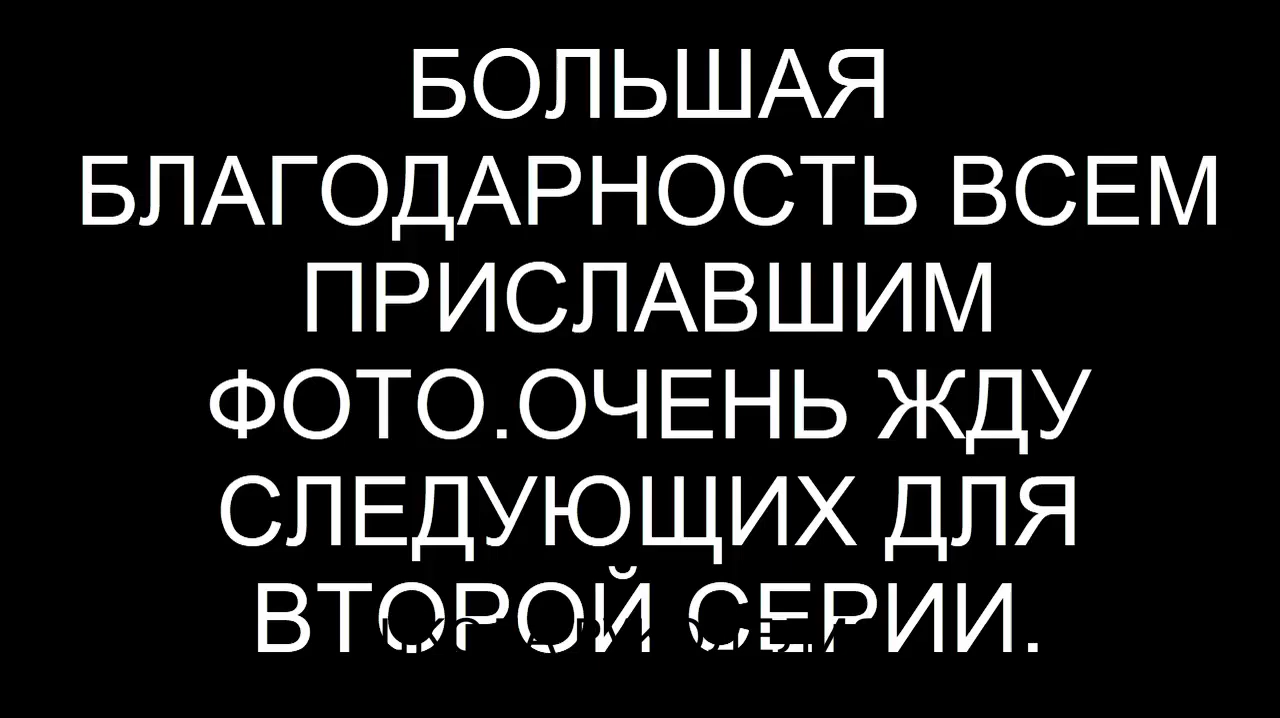 БОЛЬШАЯ
БЛАГОДАРНОСТЬ ВСЕМ
ПРИСЛАВШИМ
ФОТО.ОЧЕНЬ ЖДУ
СЛЕДУЮЩИХ ДЛЯ
ВТОРОЙ СЕРИИ.